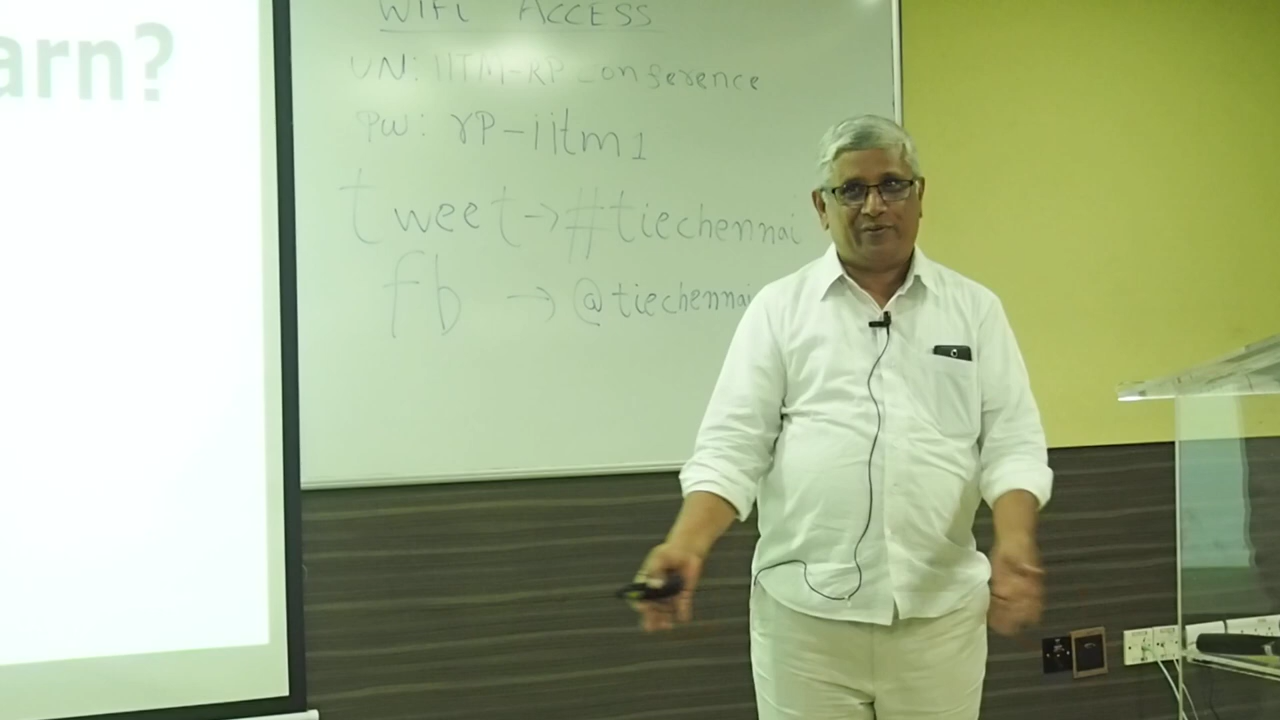 arn?
WIFI ACCESS
UN: IITM-RP Conference
PW: rP-iitm1
tweet → #tiechennai
fb → @tiechennai